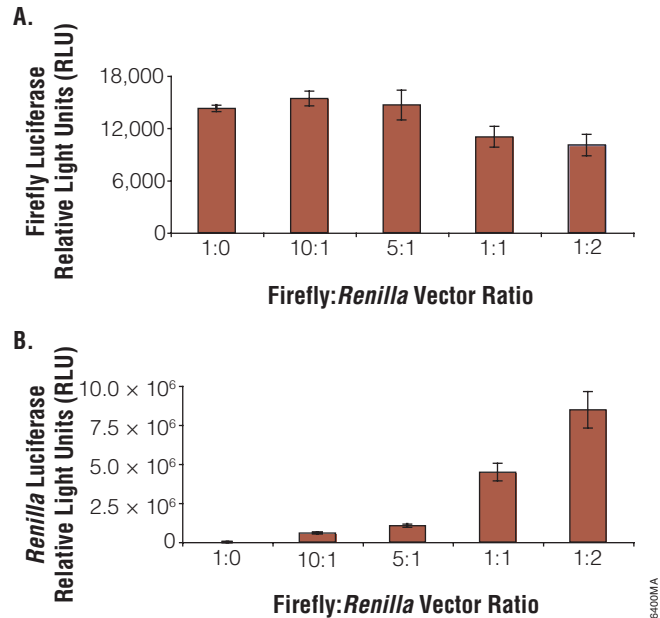 A.
Firefly Luciferase
Relative Light Units (RLU)
18,000
12,000
6,000
0
1:0 10:1 5:1 1:1 1:2
Firefly:Renilla Vector Ratio
B.
Renilla Luciferase
Relative Light Units (RLU)
10.0 × 10⁶
7.5 × 10⁶
5.0 × 10⁶
2.5 × 10⁶
0
1:0 10:1 5:1 1:1 1:2
Firefly:Renilla Vector Ratio
6400MA